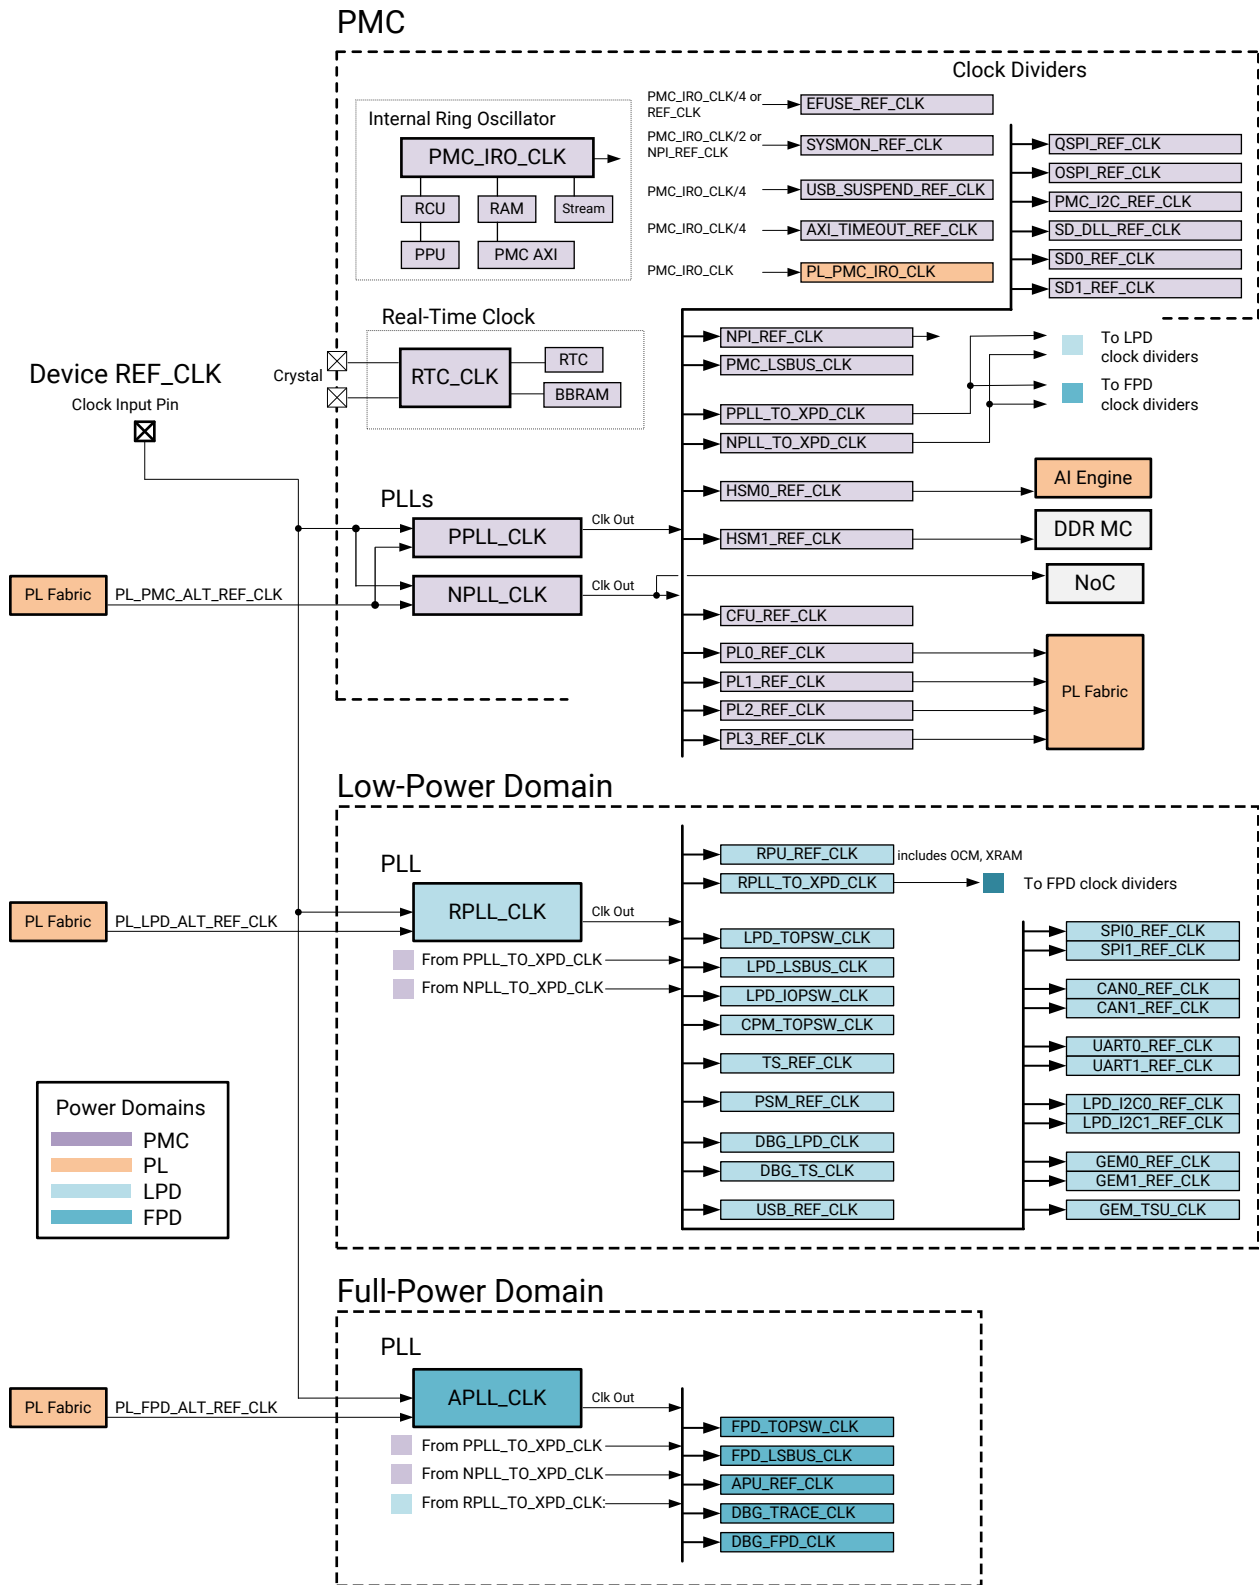 PMC
Clock Dividers
Internal Ring Oscillator
PMC_IRO_CLK
RCU
RAM
Stream
PPU
PMC AXI
PMC_IRO_CLK/4 or
REF_CLK
EFUSE_REF_CLK
PMC_IRO_CLK/2 or
NPI_REF_CLK
SYSMON_REF_CLK
PMC_IRO_CLK/4
USB_SUSPEND_REF_CLK
PMC_IRO_CLK/4
AXI_TIMEOUT_REF_CLK
PMC_IRO_CLK
PL_PMC_IRO_CLK
QSPI_REF_CLK
OSPI_REF_CLK
PMC_I2C_REF_CLK
SD_DLL_REF_CLK
SD0_REF_CLK
SD1_REF_CLK
Real-Time Clock
Crystal
RTC_CLK
RTC
BBRAM
Device REF_CLK
Clock Input Pin
NPI_REF_CLK
PMC_LSBUS_CLK
PPLL_TO_XPD_CLK
NPLL_TO_XPD_CLK
To LPD
clock dividers
To FPD
clock dividers
HSM0_REF_CLK
AI Engine
HSM1_REF_CLK
DDR MC
NoC
PLLs
PPLL_CLK
Clk Out
NPLL_CLK
Clk Out
PL Fabric
PL_PMC_ALT_REF_CLK
CFU_REF_CLK
PL0_REF_CLK
PL1_REF_CLK
PL2_REF_CLK
PL3_REF_CLK
PL Fabric
Low-Power Domain
PLL
RPLL_CLK
Clk Out
PL Fabric
PL_LPD_ALT_REF_CLK
From PPLL_TO_XPD_CLK
From NPLL_TO_XPD_CLK
RPU_REF_CLK
includes OCM, XRAM
RPLL_TO_XPD_CLK
To FPD clock dividers
LPD_TOPSW_CLK
LPD_LSBUS_CLK
LPD_IOPSW_CLK
CPM_TOPSW_CLK
TS_REF_CLK
PSM_REF_CLK
DBG_LPD_CLK
DBG_TS_CLK
USB_REF_CLK
SPI0_REF_CLK
SPI1_REF_CLK
CAN0_REF_CLK
CAN1_REF_CLK
UART0_REF_CLK
UART1_REF_CLK
LPD_I2C0_REF_CLK
LPD_I2C1_REF_CLK
GEM0_REF_CLK
GEM1_REF_CLK
GEM_TSU_CLK
Power Domains
PMC
PL
LPD
FPD
Full-Power Domain
PLL
APLL_CLK
Clk Out
PL Fabric
PL_FPD_ALT_REF_CLK
From PPLL_TO_XPD_CLK
From NPLL_TO_XPD_CLK
From RPLL_TO_XPD_CLK:
FPD_TOPSW_CLK
FPD_LSBUS_CLK
APU_REF_CLK
DBG_TRACE_CLK
DBG_FPD_CLK